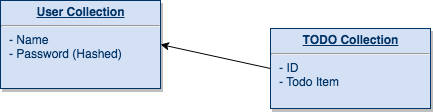 User Collection
- Name
- Password (Hashed)
TODO Collection
- ID
- Todo Item